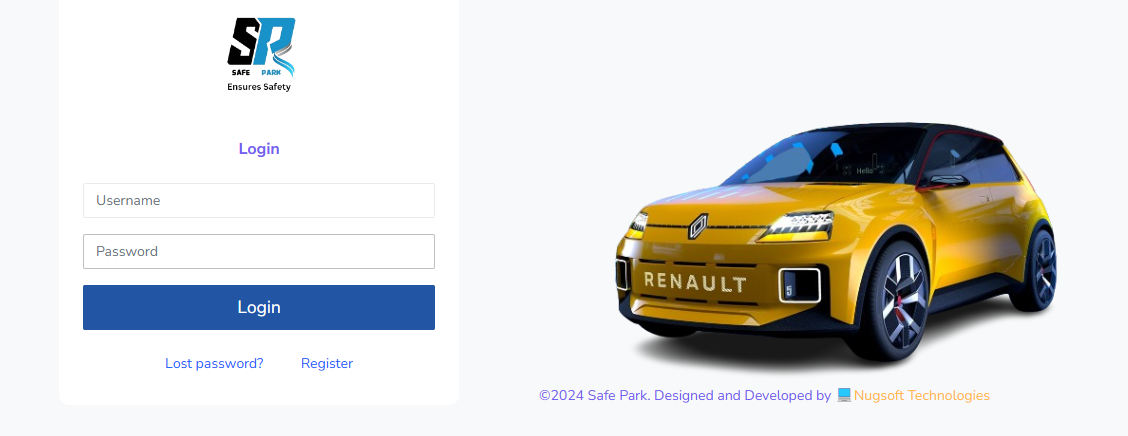 SR
SAFE PARK
Ensures Safety
Login
Username
Password
Login
Lost password? Register
Hello
RENAULT
5
©2024 Safe Park. Designed and Developed by Nugsoft Technologies